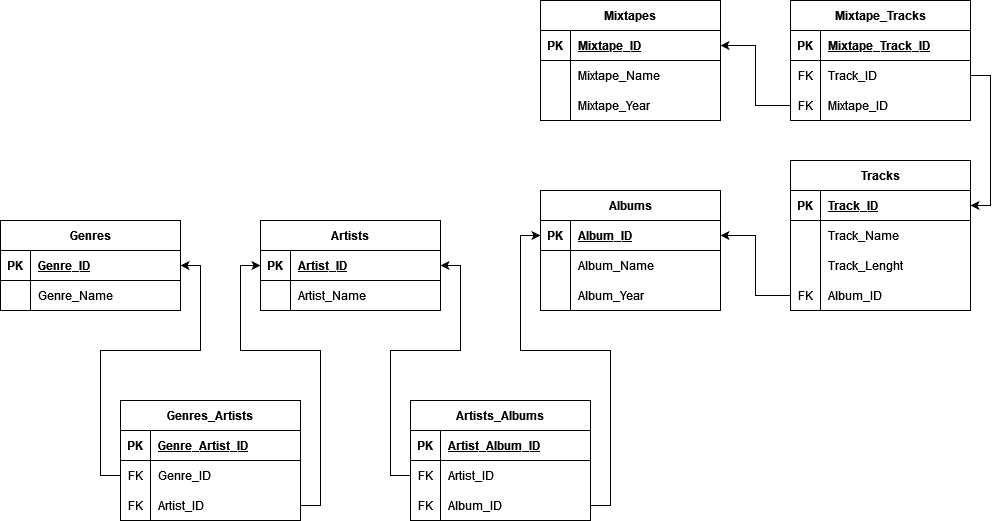 Mixtapes
PK Mixtape_ID
Mixtape_Name
Mixtape_Year
Mixtape_Tracks
PK Mixtape_Track_ID
FK Track_ID
FK Mixtape_ID
Tracks
PK Track_ID
Track_Name
Track_Lenght
FK Album_ID
Albums
PK Album_ID
Album_Name
Album_Year
Genres
PK Genre_ID
Genre_Name
Artists
PK Artist_ID
Artist_Name
Genres_Artists
PK Genre_Artist_ID
FK Genre_ID
FK Artist_ID
Artists_Albums
PK Artist_Album_ID
FK Artist_ID
FK Album_ID